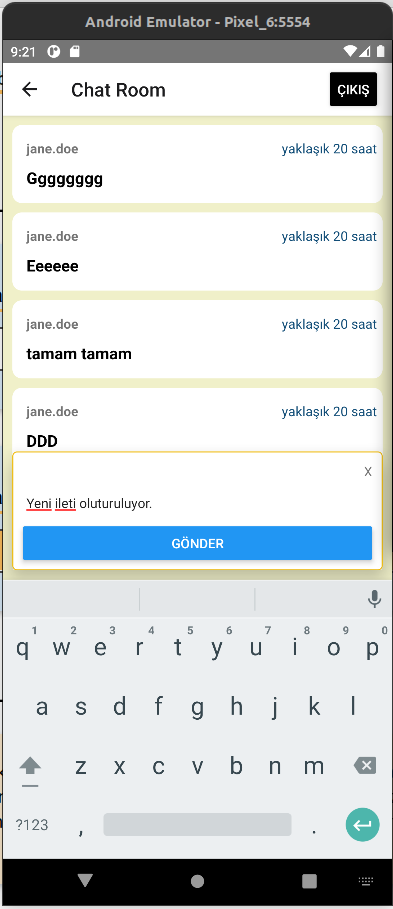 Android Emulator - Pixel_6:5554
9:21
Chat Room
ÇIKIŞ
jane.doe yaklaşık 20 saat
Gggggggg
jane.doe yaklaşık 20 saat
Eeeeee
jane.doe yaklaşık 20 saat
tamam tamam
jane.doe yaklaşık 20 saat
DDD
X
Yeni ileti oluturuluyor.
GÖNDER
1 2 3 4 5 6 7 8 9 0
q w e r t y u i o p
a s d f g h j k l
z x c v b n m
?123 , .